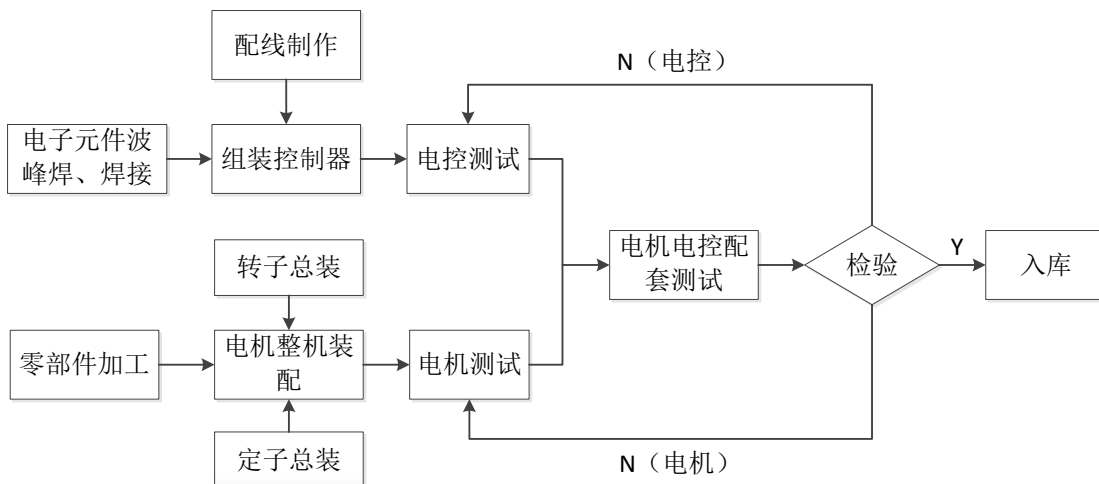 配线制作
N（电控）
电子元件波
峰焊、焊接
组装控制器
电控测试
转子总装
电机电控配
套测试
检验
Y
入库
零部件加工
电机整机装
配
电机测试
定子总装
N（电机）